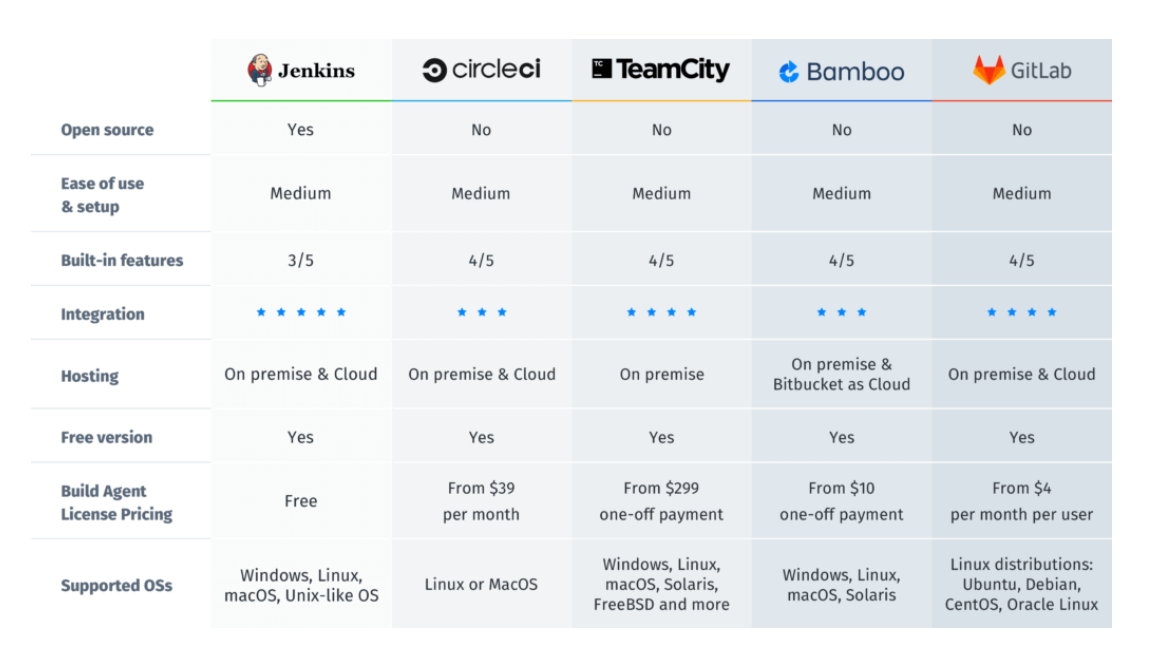 Jenkins
circleci
TC TeamCity
Bamboo
GitLab
Open source
Yes
No
No
No
No
Ease of use
& setup
Medium
Medium
Medium
Medium
Medium
Built-in features
3/5
4/5
4/5
4/5
4/5
Integration
Hosting
On premise & Cloud
On premise & Cloud
On premise
On premise &
Bitbucket as Cloud
On premise & Cloud
Free version
Yes
Yes
Yes
Yes
Yes
Build Agent
License Pricing
Free
From $39
per month
From $299
one-off payment
From $10
one-off payment
From $4
per month per user
Supported OSs
Windows, Linux,
macOS, Unix-like OS
Linux or MacOS
Windows, Linux,
macOS, Solaris,
FreeBSD and more
Windows, Linux,
macOS, Solaris
Linux distributions:
Ubuntu, Debian,
CentOS, Oracle Linux